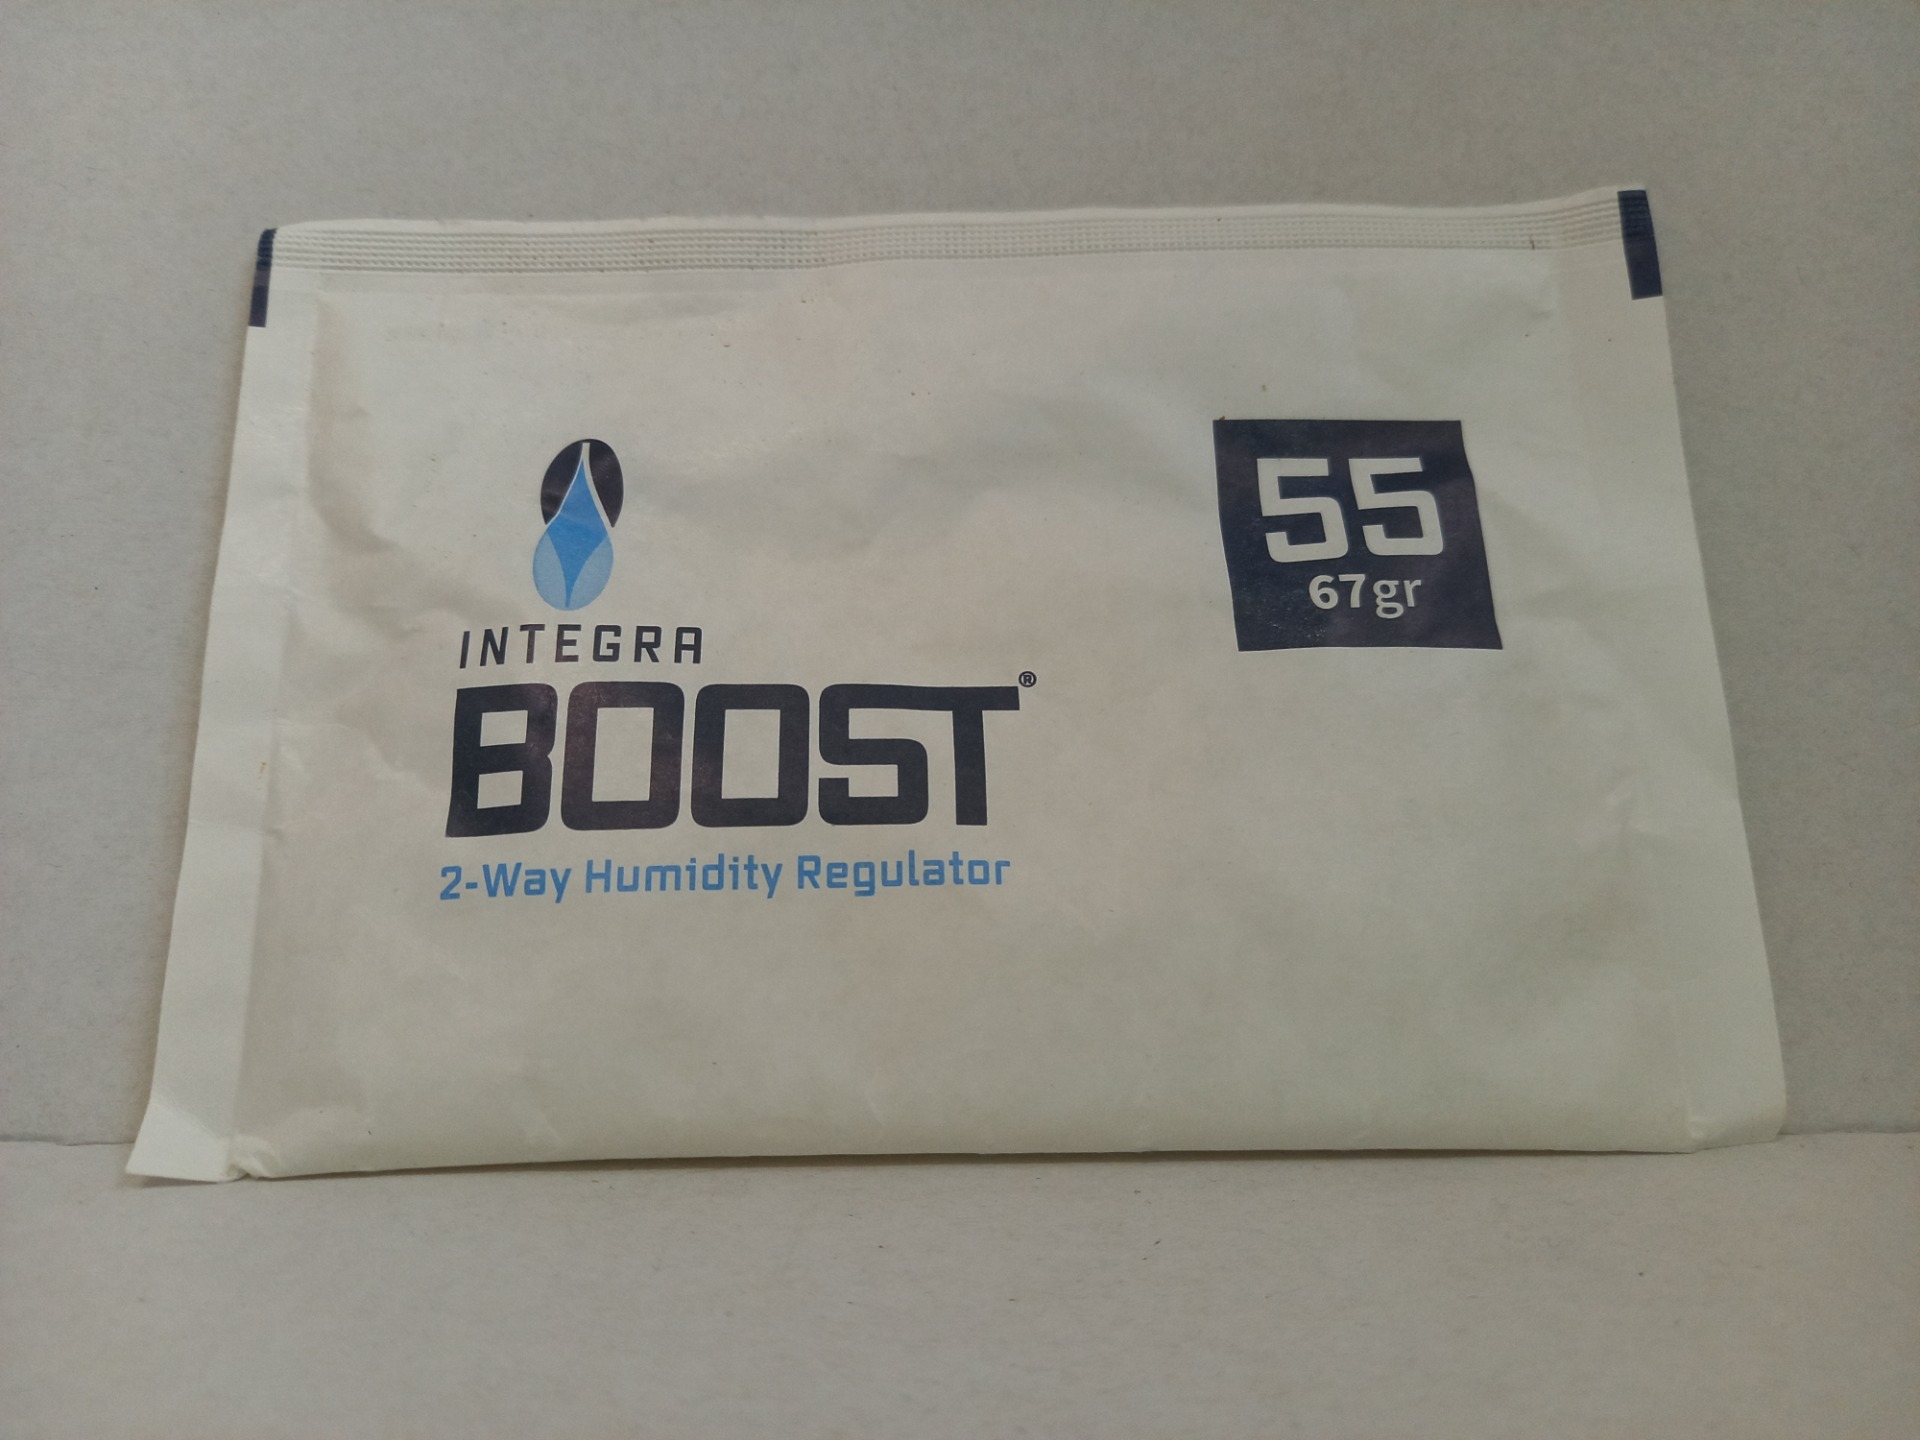 INTEGRA
BOOST®
2-Way Humidity Regulator
55
67gr